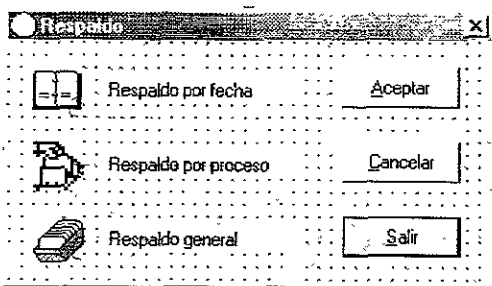 Respaldo
Respaldo por fecha
Aceptar
Respaldo por proceso
Cancelar
Respaldo general
Salir